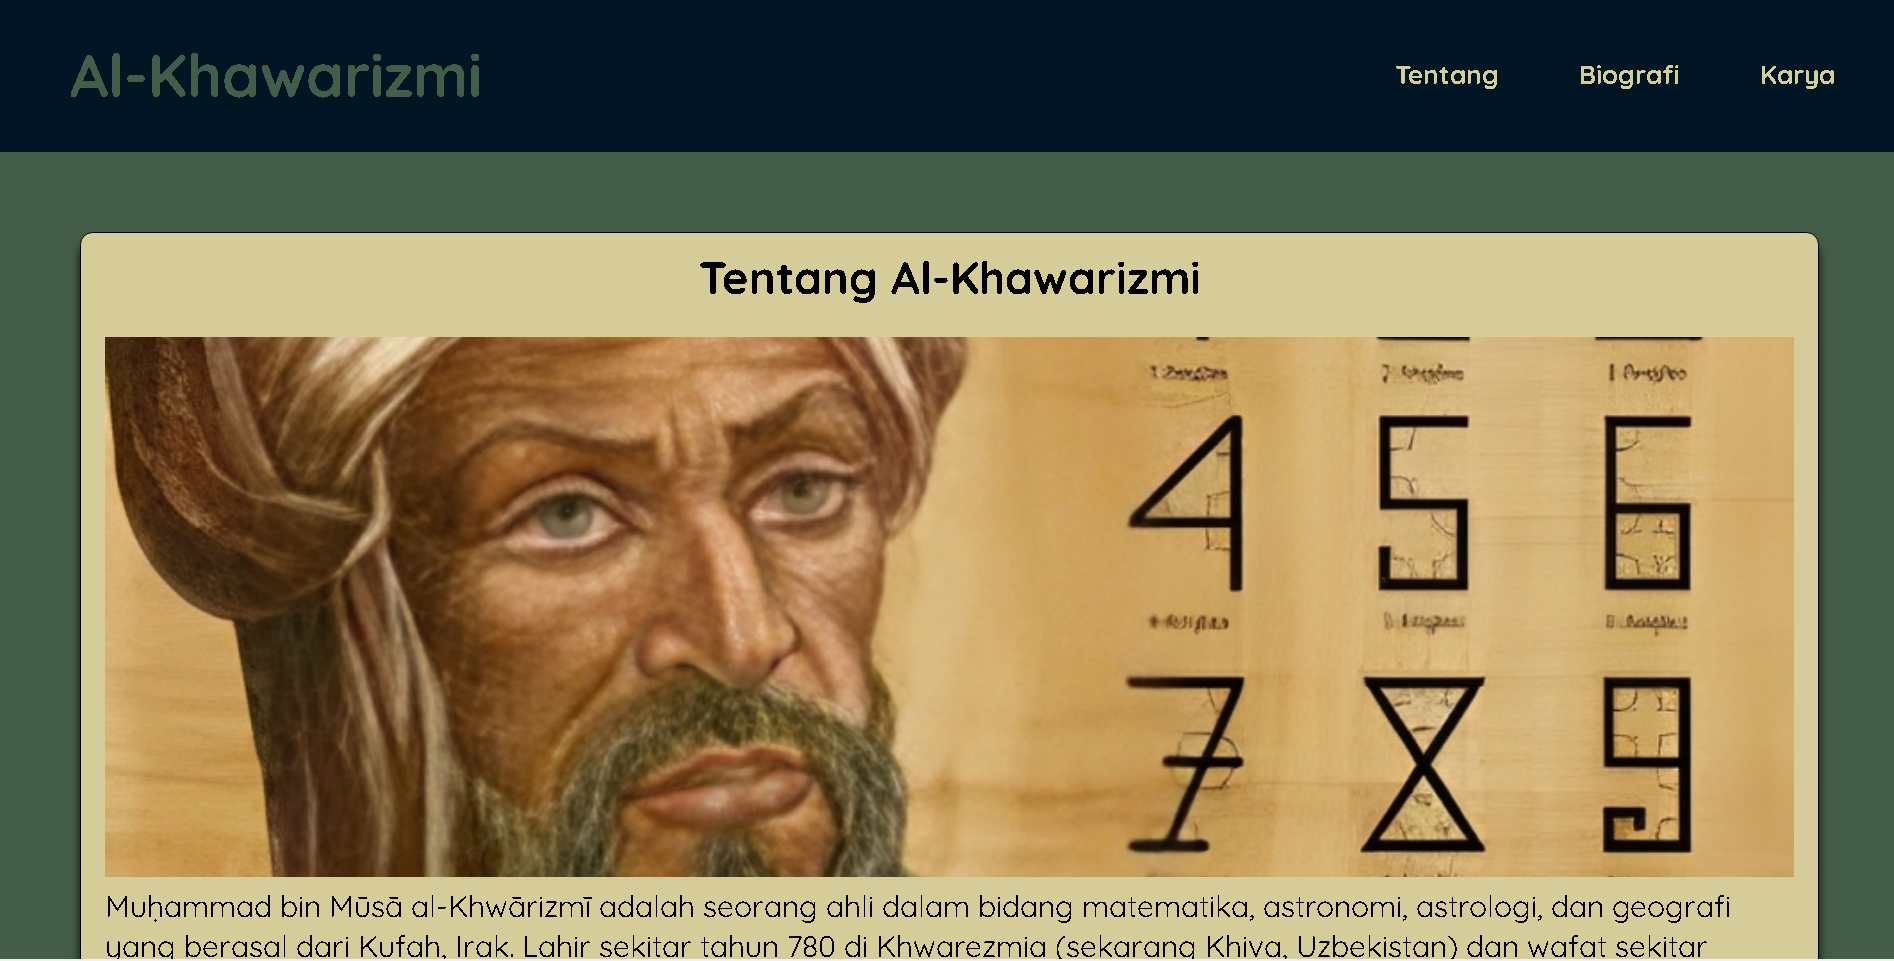 Al-Khawarizmi
Tentang Biografi Karya
Tentang Al-Khawarizmi
4 5 6
7 8 9
Muḥammad bin Mūsā al-Khwārizmī adalah seorang ahli dalam bidang matematika, astronomi, astrologi, dan geografi
yang berasal dari Kufah, Irak. Lahir sekitar tahun 780 di Khwarezmia (sekarang Khiva, Uzbekistan) dan wafat sekitar